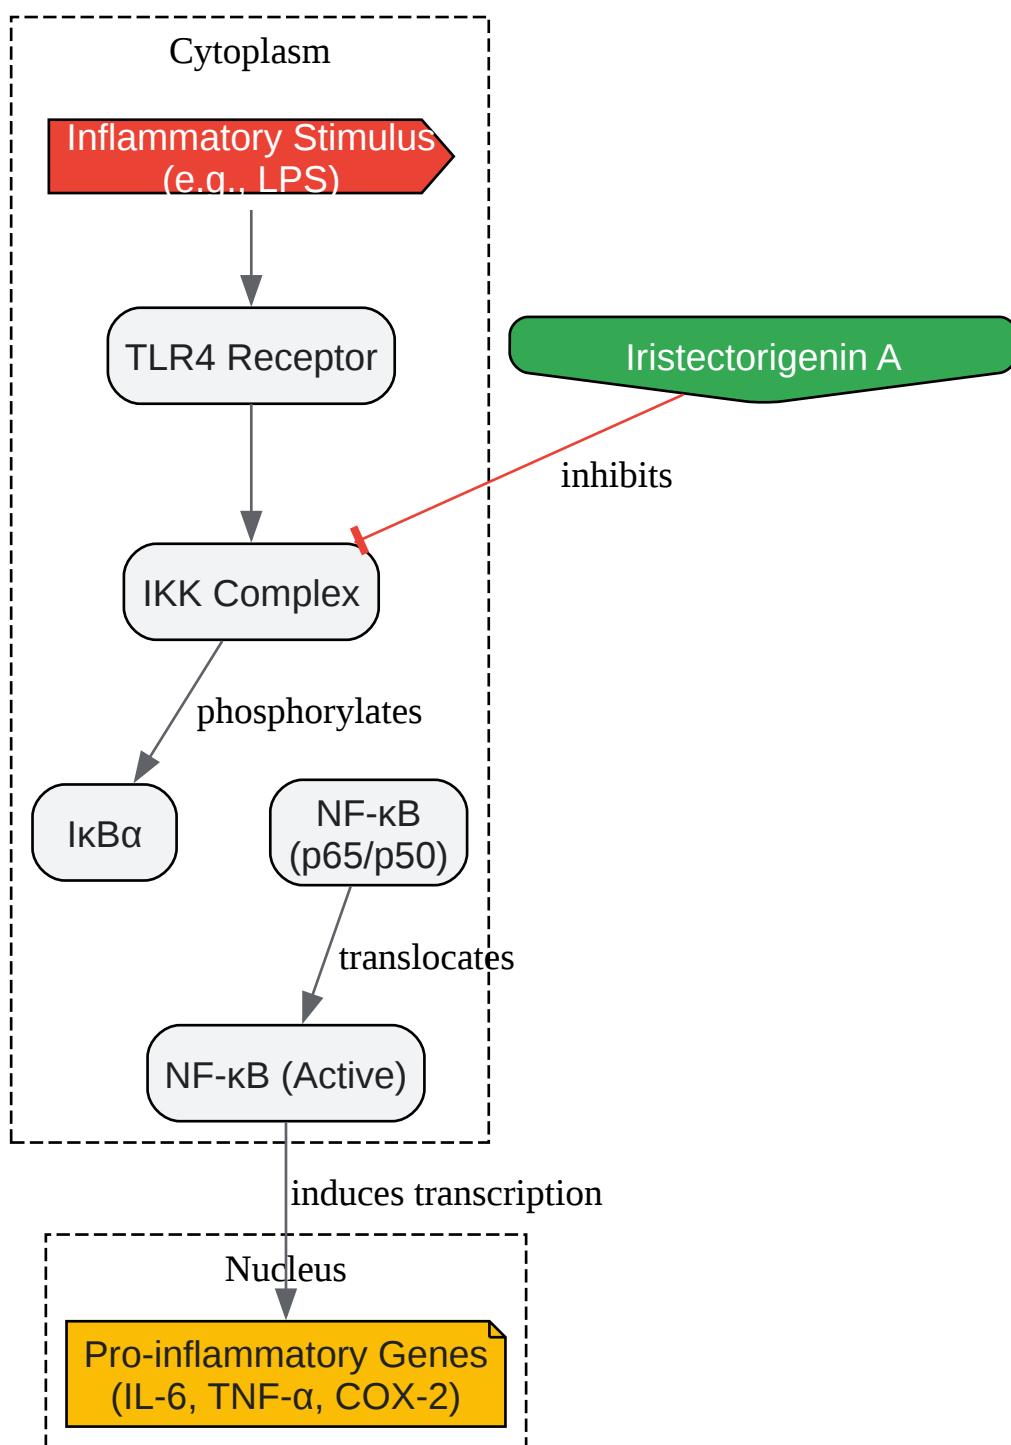 Cytoplasm
Inflammatory Stimulus
(e.g., LPS)
TLR4 Receptor
Iristectorigenin A
inhibits
IKK Complex
phosphorylates
IκBα
NF-κB
(p65/p50)
translocates
NF-κB (Active)
induces transcription
Nucleus
Pro-inflammatory Genes
(IL-6, TNF-α, COX-2)